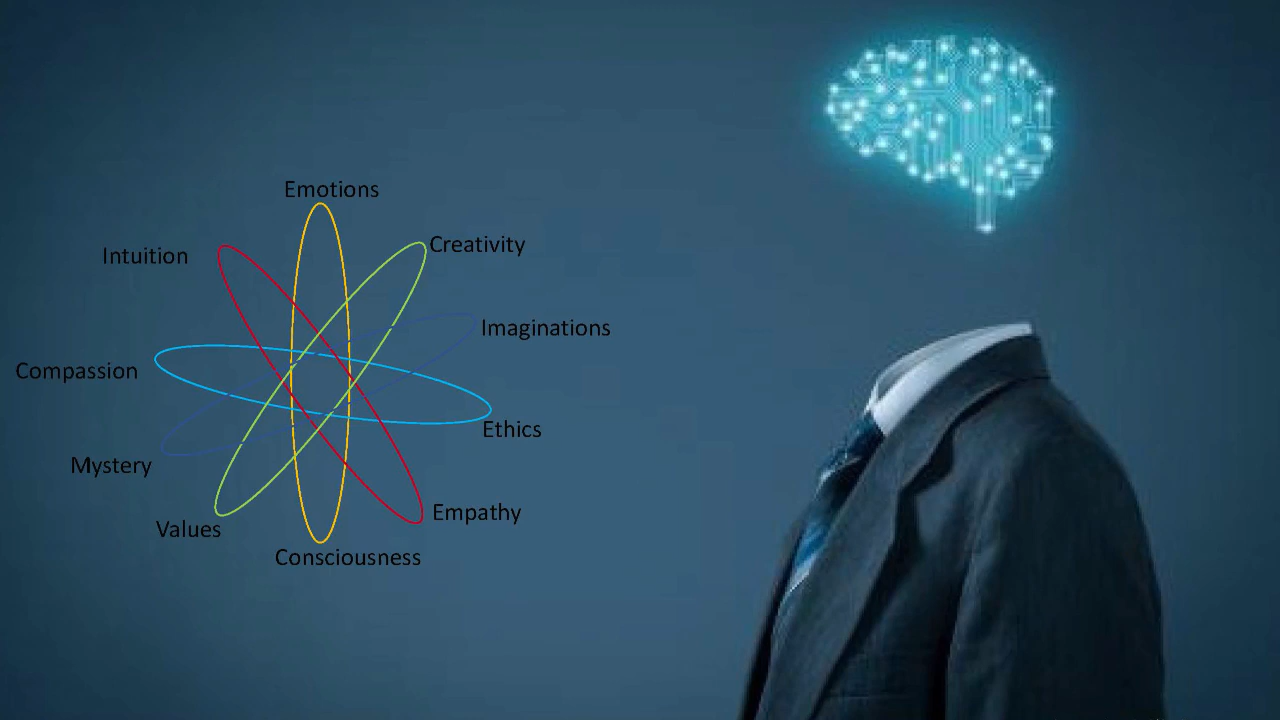 Emotions
Creativity
Intuition
Imaginations
Compassion
Ethics
Mystery
Empathy
Values
Consciousness